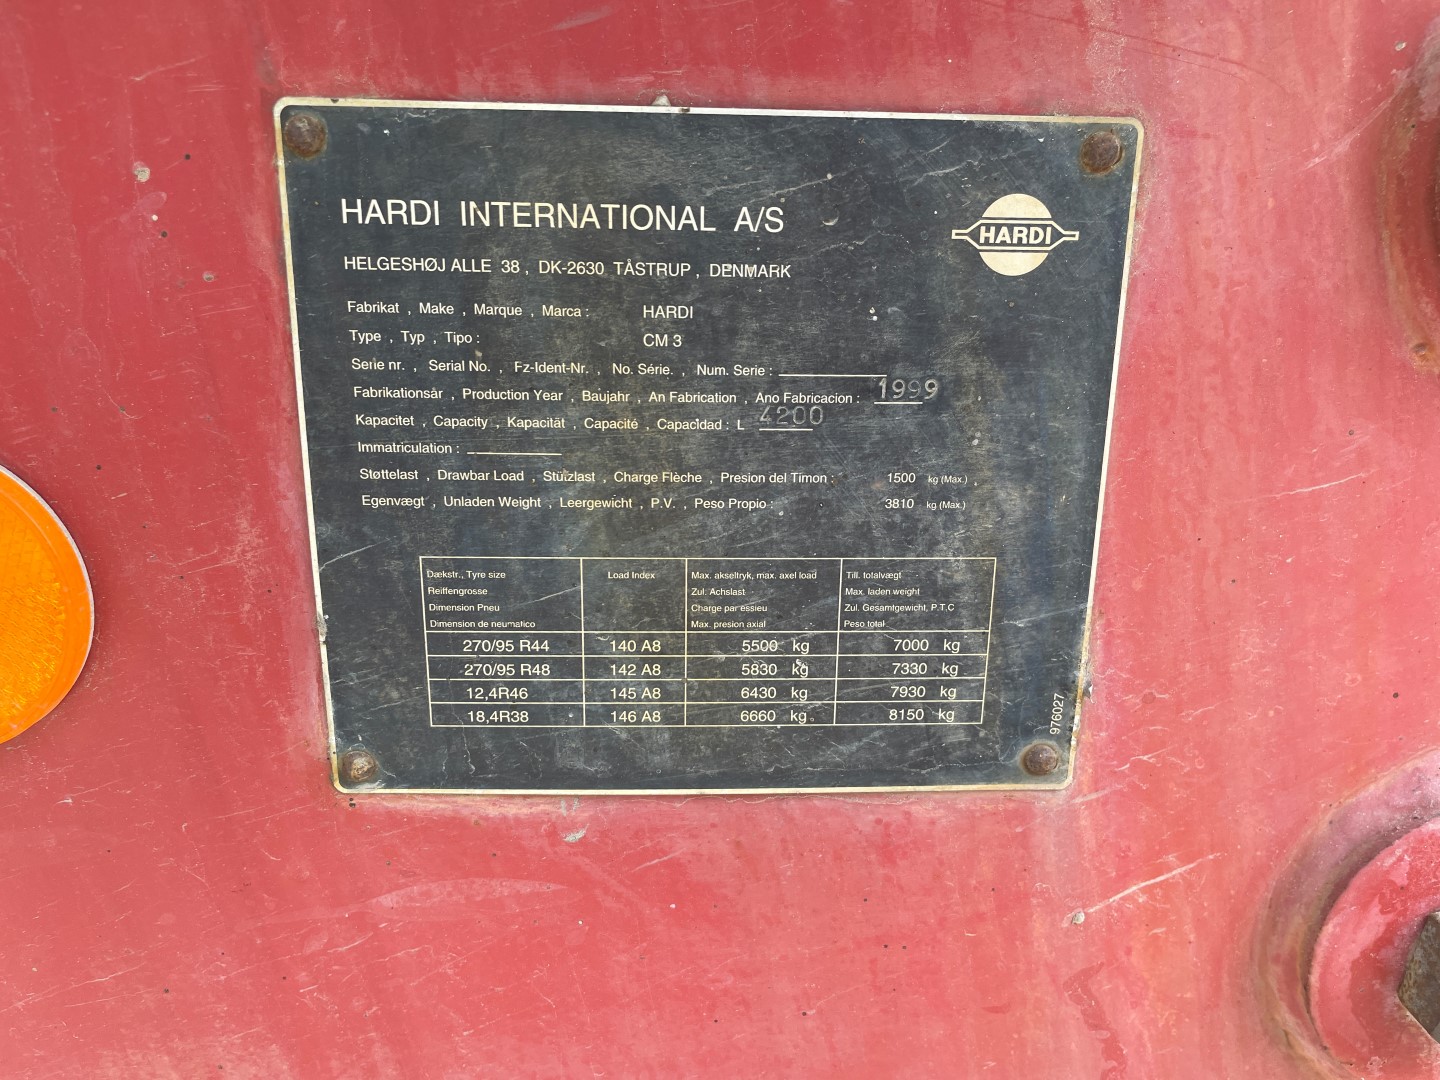 HARDI INTERNATIONAL A/S
HARDI
HELGESHØJ ALLE 38, DK-2630 TÅSTRUP, DENMARK
Fabrikat , Make , Marque , Marca : HARDI
Type , Typ , Tipo : CM 3
Serie nr. , Serial No. , Fz-Ident-Nr. , No. Série. , Num. Serie :
Fabrikationsår , Production Year , Baujahr , An Fabrication , Ano Fabricacion : 1999
Kapacitet , Capacity , Kapacität , Capacité , Capacidad : L 4200
Immatriculation :
Støttelast , Drawbar Load , Stützlast , Charge Flèche , Presion del Timon : 1500 kg (Max.)
Egenvægt , Unladen Weight , Leergewicht , P.V. , Peso Propio : 3810 kg (Max.)
Dækstr., Tyre size Load Index Max. akseltryk, max. axel load Till. totalvægt
Reiffengrosse Zul. Achslast Max. laden weight
Dimension Pneu Charge par essieu Zul. Gesamtgewicht, P.T.C
Dimension de neumatico Max. presion axial Peso total
270/95 R44 140 A8 5500 kg 7000 kg
270/95 R48 142 A8 5830 kg 7330 kg
12,4R46 145 A8 6430 kg 7930 kg
18,4R38 146 A8 6660 kg 8150 kg
976027